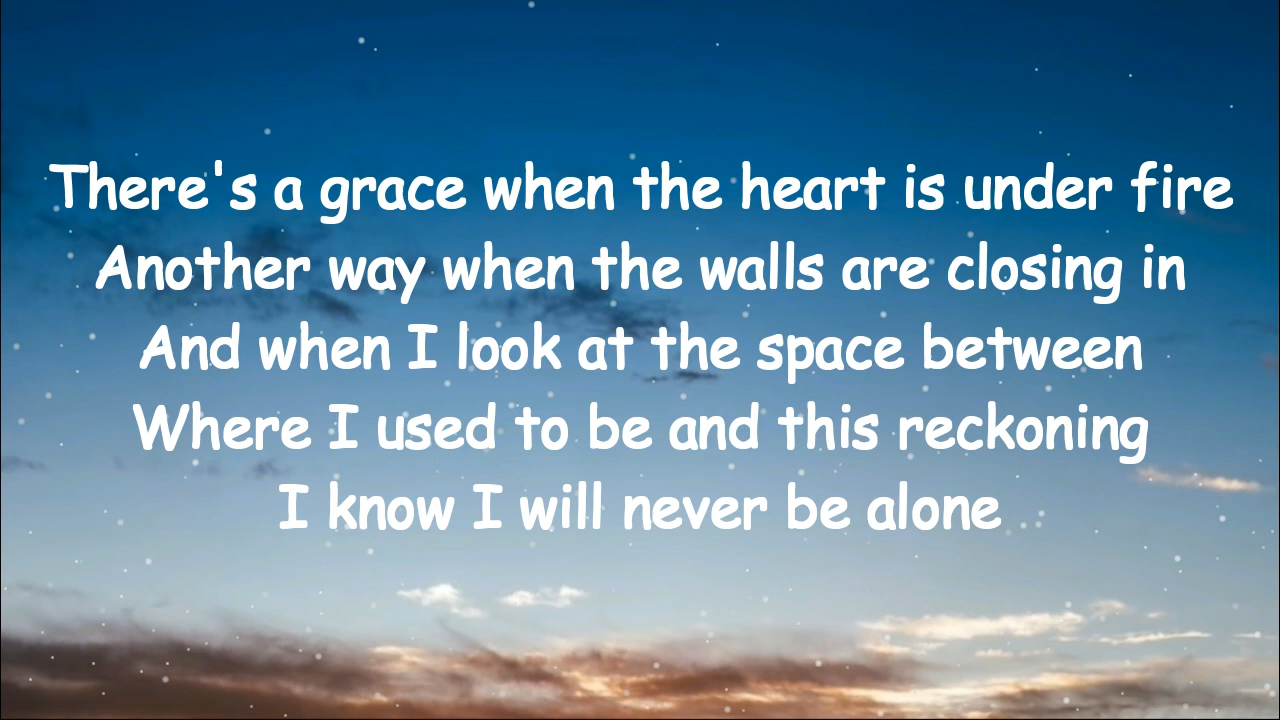 There's a grace when the heart is under fire
Another way when the walls are closing in
And when I look at the space between
Where I used to be and this reckoning
I know I will never be alone